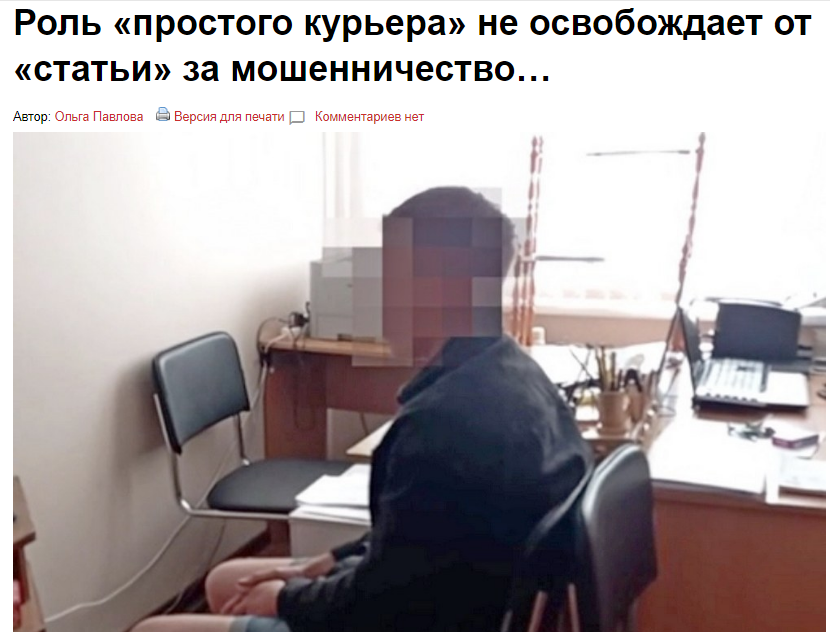 Роль «простого курьера» не освобождает от
«статьи» за мошенничество…
Автор: Ольга Павлова Версия для печати Комментариев нет